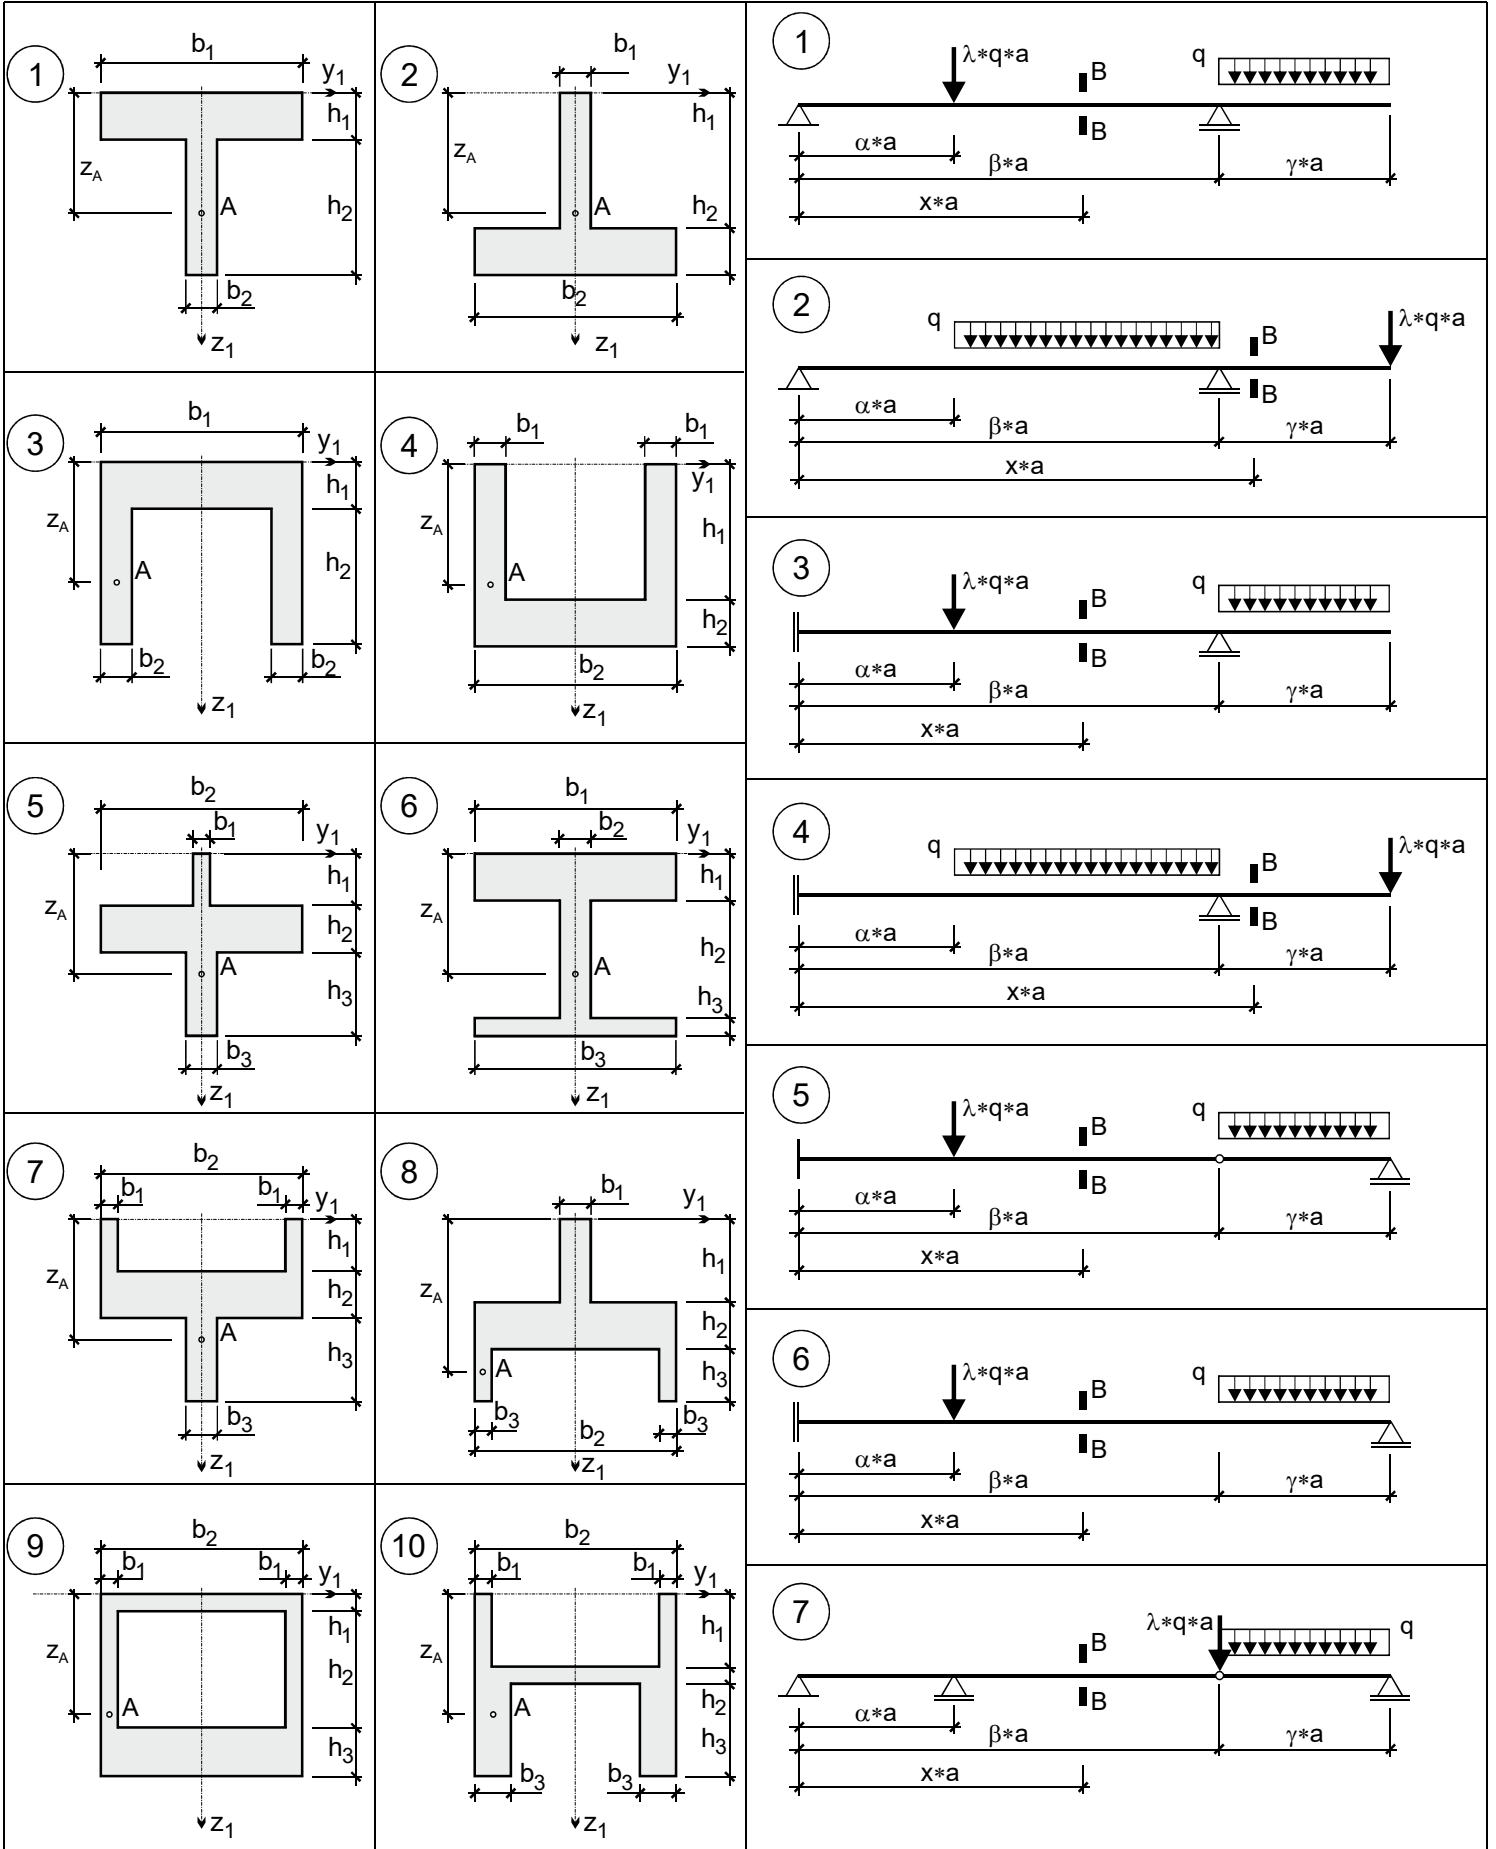 1
b1
y1
h1
zA
A
h2
b2
z1
2
b1
y1
h1
zA
A
h2
b2
z1
3
b1
y1
h1
zA
A
h2
b2
b2
z1
4
b1
b1
y1
zA
h1
A
h2
b2
z1
5
b2
b1
y1
h1
zA
h2
A
h3
b3
z1
6
b1
b2
y1
h1
zA
h2
A
h3
b3
z1
7
b2
b1
b1
y1
h1
zA
h2
A
h3
b3
z1
8
b1
y1
h1
zA
h2
A
h3
b3
b3
b2
z1
9
b2
b1
b1
y1
h1
zA
h2
A
h3
z1
10
b2
b1
b1
y1
h1
zA
h2
A
h3
b3
b3
z1
1
λ*q*a
B
q
B
α*a
β*a
γ*a
x*a
2
q
B
λ*q*a
B
α*a
β*a
γ*a
x*a
3
λ*q*a
B
q
B
α*a
β*a
γ*a
x*a
4
q
B
λ*q*a
B
α*a
β*a
γ*a
x*a
5
λ*q*a
B
q
B
α*a
β*a
γ*a
x*a
6
λ*q*a
B
q
B
α*a
β*a
γ*a
x*a
7
λ*q*a
q
B
B
α*a
β*a
γ*a
x*a